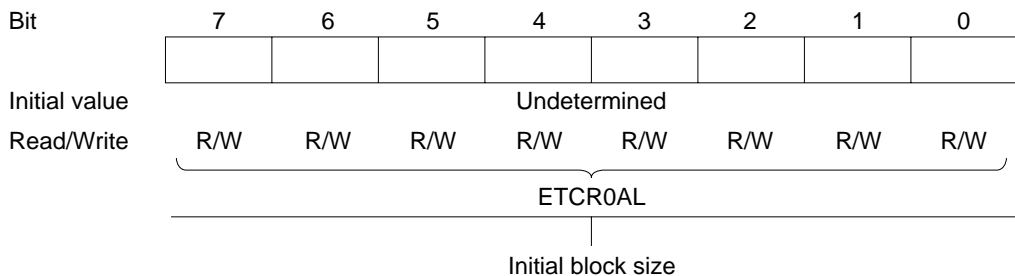 Bit 7 6 5 4 3 2 1 0
Initial value Undetermined
Read/Write R/W R/W R/W R/W R/W R/W R/W R/W
ETCR0AL
Initial block size